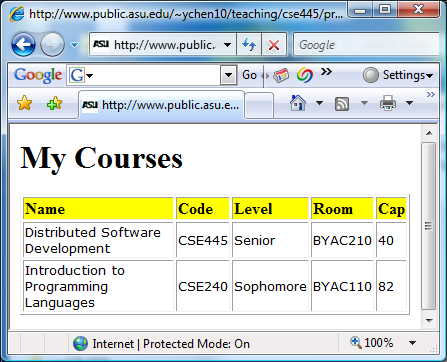 http://www.public.asu.edu/~ychen10/teaching/cse445/pr...
ASU http://www.public. Google
Google G Go Settings
ASU http://www.public.asu.e...
My Courses
Name Code Level Room Cap
Distributed Software
Development CSE445 Senior BYAC210 40
Introduction to
Programming
Languages CSE240 Sophomore BYAC110 82
Internet | Protected Mode: On 100%